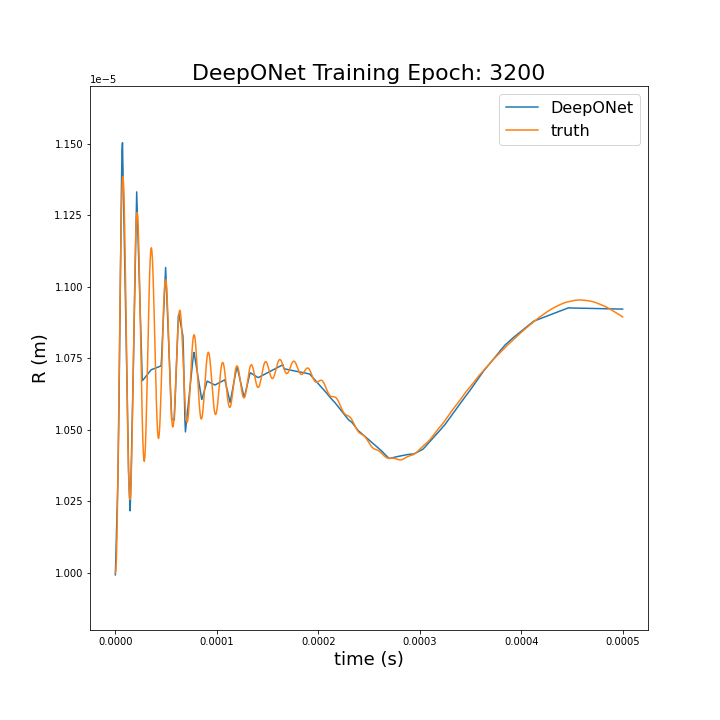 DeepONet Training Epoch: 3200
1e−5
DeepONet
truth
1.150
1.125
1.100
1.075
1.050
1.025
1.000
R (m)
0.0000 0.0001 0.0002 0.0003 0.0004 0.0005
time (s)